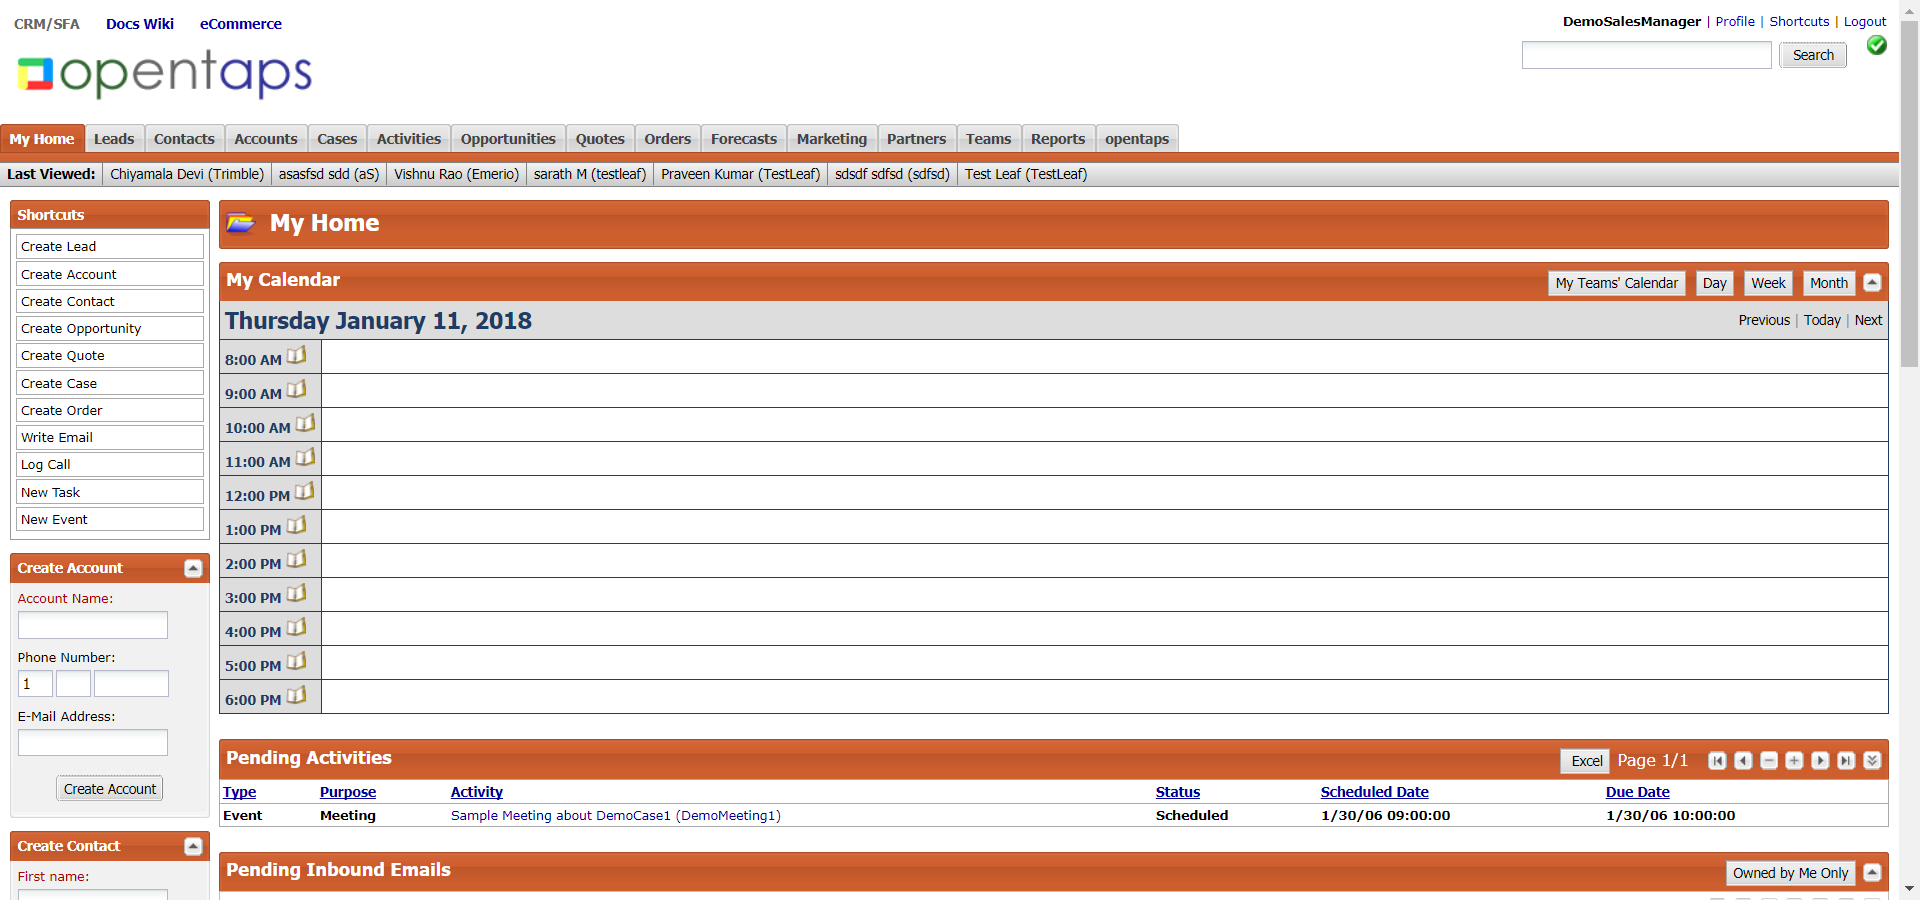 CRM/SFA Docs Wiki eCommerce
DemoSalesManager | Profile | Shortcuts | Logout
opentaps
Search
My Home Leads Contacts Accounts Cases Activities Opportunities Quotes Orders Forecasts Marketing Partners Teams Reports opentaps
Last Viewed: Chiyamala Devi (Trimble) asasfsd sdd (aS) Vishnu Rao (Emerio) sarath M (testleaf) Praveen Kumar (TestLeaf) sdsdf sdfsd (sdfsd) Test Leaf (TestLeaf)
Shortcuts
Create Lead
Create Account
Create Contact
Create Opportunity
Create Quote
Create Case
Create Order
Write Email
Log Call
New Task
New Event
Create Account
Account Name:
Phone Number:
1
E-Mail Address:
Create Account
Create Contact
First name:
My Home
My Calendar
My Teams' Calendar Day Week Month
Thursday January 11, 2018
Previous | Today | Next
8:00 AM
9:00 AM
10:00 AM
11:00 AM
12:00 PM
1:00 PM
2:00 PM
3:00 PM
4:00 PM
5:00 PM
6:00 PM
Pending Activities
Excel Page 1/1
Type Purpose Activity Status Scheduled Date Due Date
Event Meeting Sample Meeting about DemoCase1 (DemoMeeting1) Scheduled 1/30/06 09:00:00 1/30/06 10:00:00
Pending Inbound Emails
Owned by Me Only